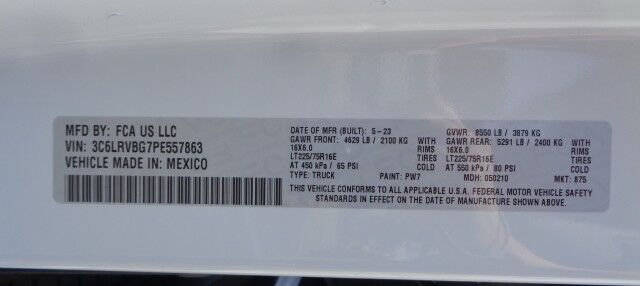 MFD BY: FCA US LLC
VIN: 3C6LRVBG7PE557863
VEHICLE MADE IN: MEXICO
DATE OF MFR (BUILT): 5-23 GVWR: 8550 LB / 3879 KG
GAWR FRONT: 4629 LB / 2100 KG WITH GAWR REAR: 5291 LB / 2400 KG WITH
16X6.0 RIMS 16X6.0 RIMS
LT225/75R16E TIRES LT225/75R16E TIRES
AT 450 kPa / 65 PSI COLD AT 550 kPa / 80 PSI COLD
TYPE: TRUCK PAINT: PW7 MDH: 050210 MKT: 875
THIS VEHICLE CONFORMS TO ALL APPLICABLE U.S.A. FEDERAL MOTOR VEHICLE SAFETY
STANDARDS IN EFFECT ON THE DATE OF MANUFACTURE SHOWN ABOVE.